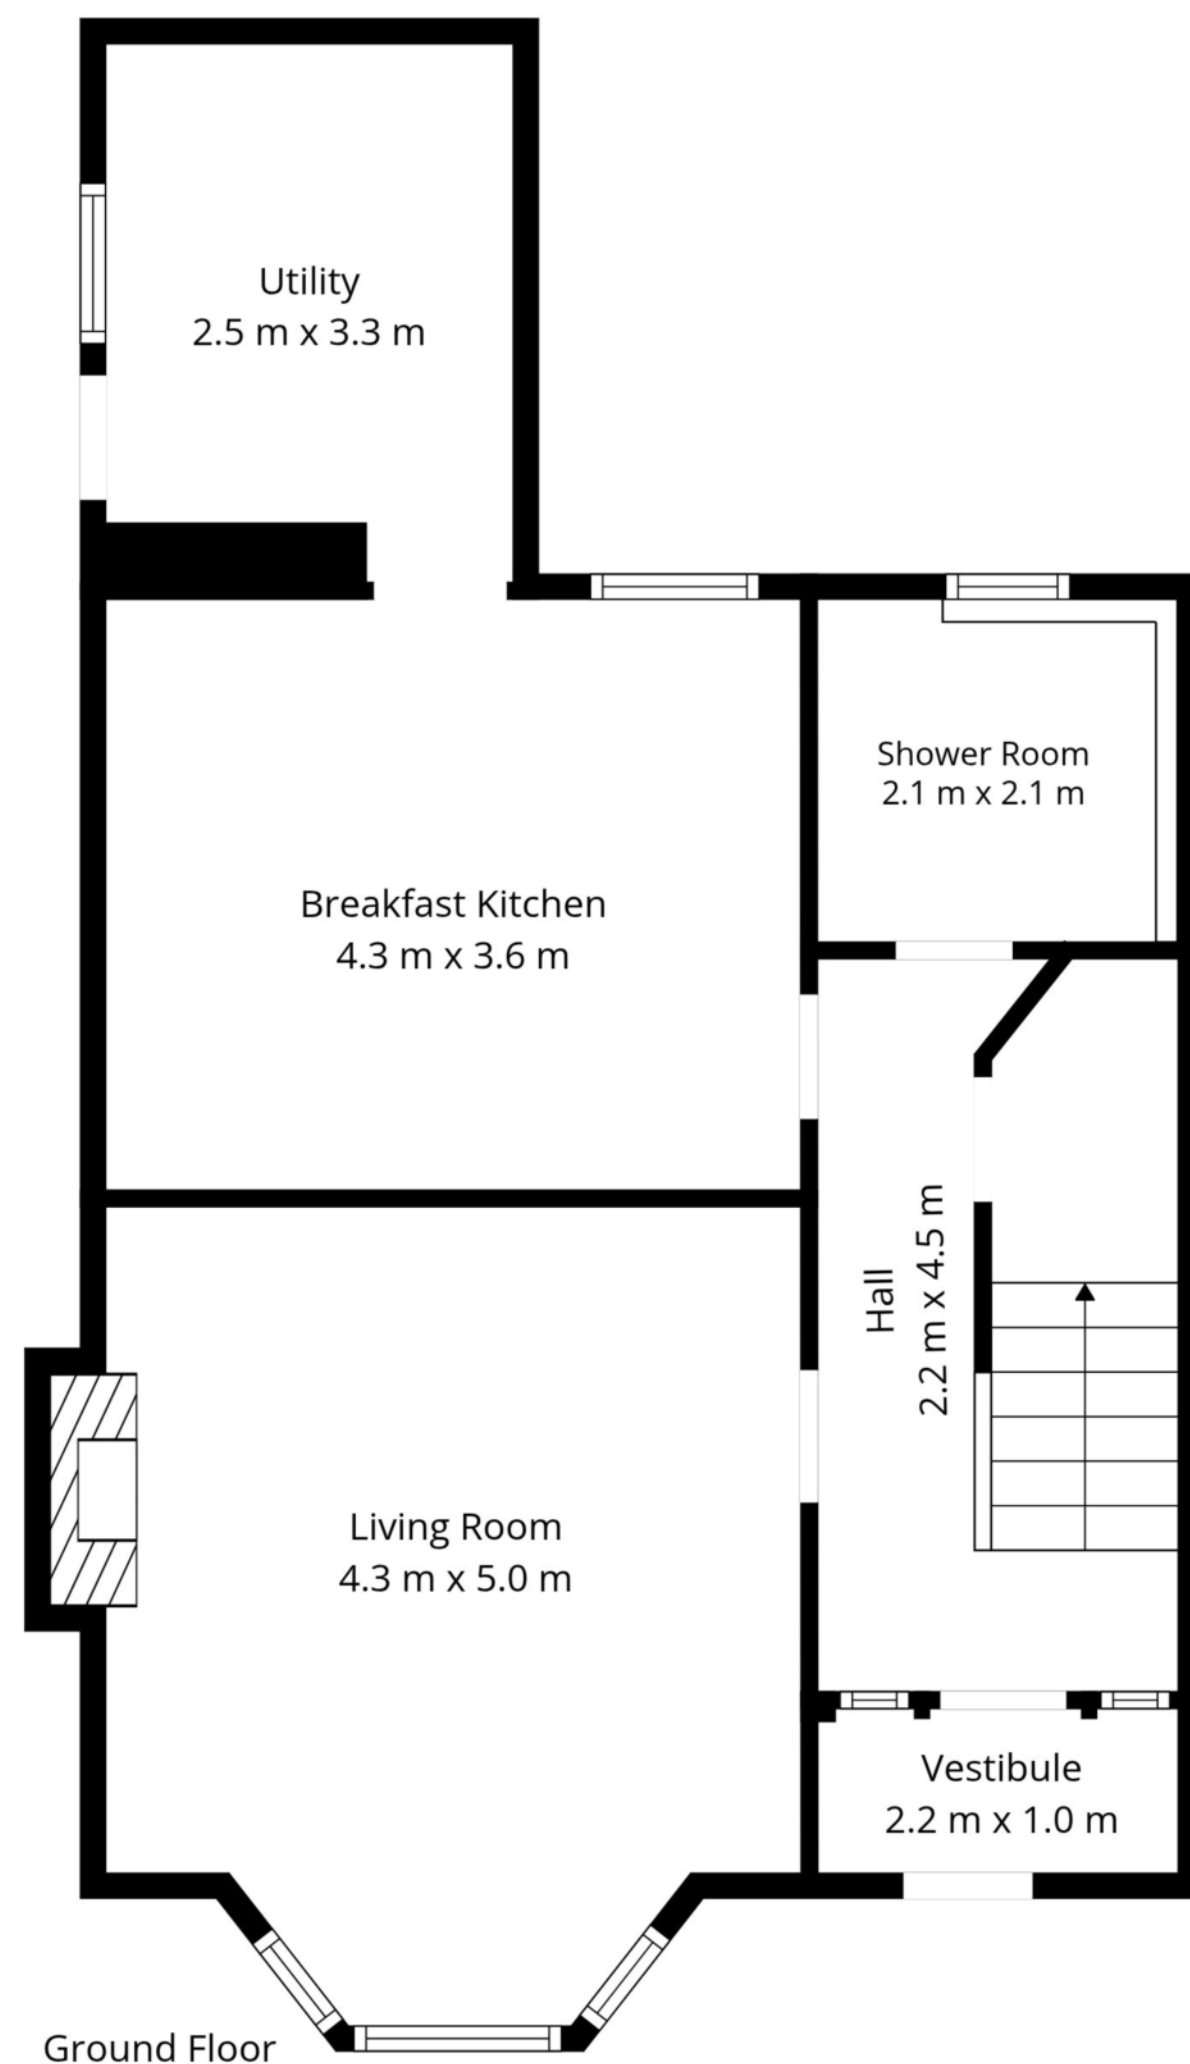 Utility
2.5 m x 3.3 m
Shower Room
2.1 m x 2.1 m
Breakfast Kitchen
4.3 m x 3.6 m
Hall
2.2 m x 4.5 m
Living Room
4.3 m x 5.0 m
Vestibule
2.2 m x 1.0 m
Ground Floor